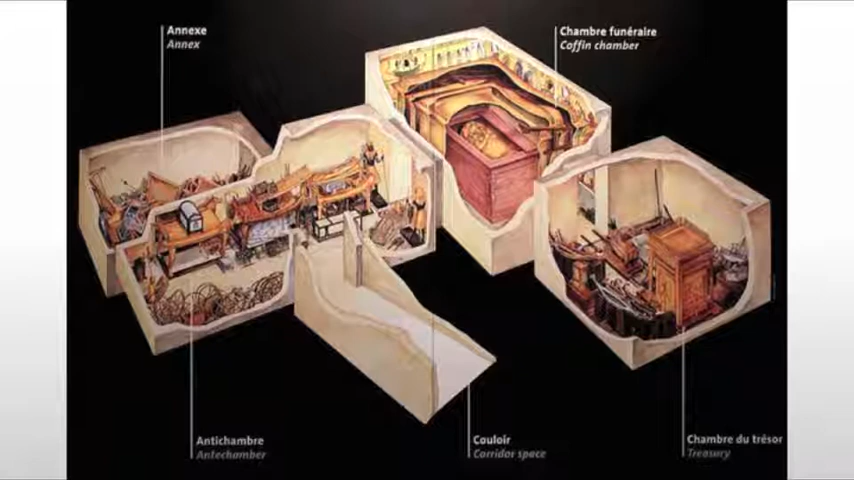 Annexe
Annex
Chambre funéraire
Coffin chamber
Antichambre
Antechamber
Couloir
Corridor space
Chambre du trésor
Treasury